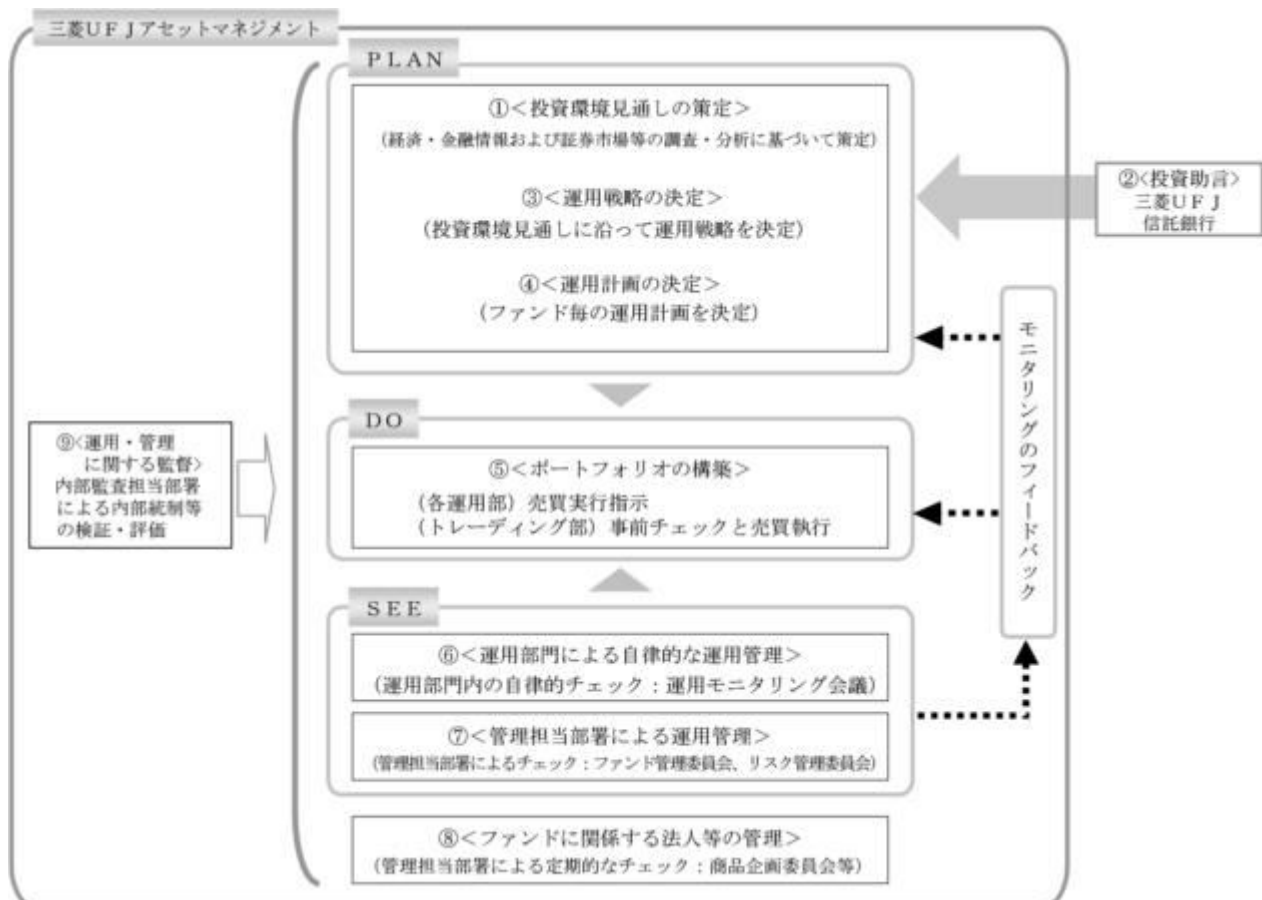 三菱ＵＦＪアセットマネジメント
ＰＬＡＮ
①＜投資環境見通しの策定＞
(経済・金融情報および証券市場等の調査・分析に基づいて策定)
③＜運用戦略の決定＞
(投資環境見通しに沿って運用戦略を決定)
④＜運用計画の決定＞
(ファンド毎の運用計画を決定)
②<投資助言>
三菱ＵＦＪ
信託銀行
モニタリングのフィードバック
ＤＯ
⑤＜ポートフォリオの構築＞
(各運用部）売買実行指示
(トレーディング部）事前チェックと売買執行
⑨<運用・管理
に関する監督>
内部監査担当部署
による内部統制等
の検証・評価
ＳＥＥ
⑥＜運用部門による自律的な運用管理＞
(運用部門内の自律的チェック：運用モニタリング会議)
⑦＜管理担当部署による運用管理＞
(管理担当部署によるチェック：ファンド管理委員会、リスク管理委員会)
⑧＜ファンドに関係する法人等の管理＞
(管理担当部署による定期的なチェック：商品企画委員会等)